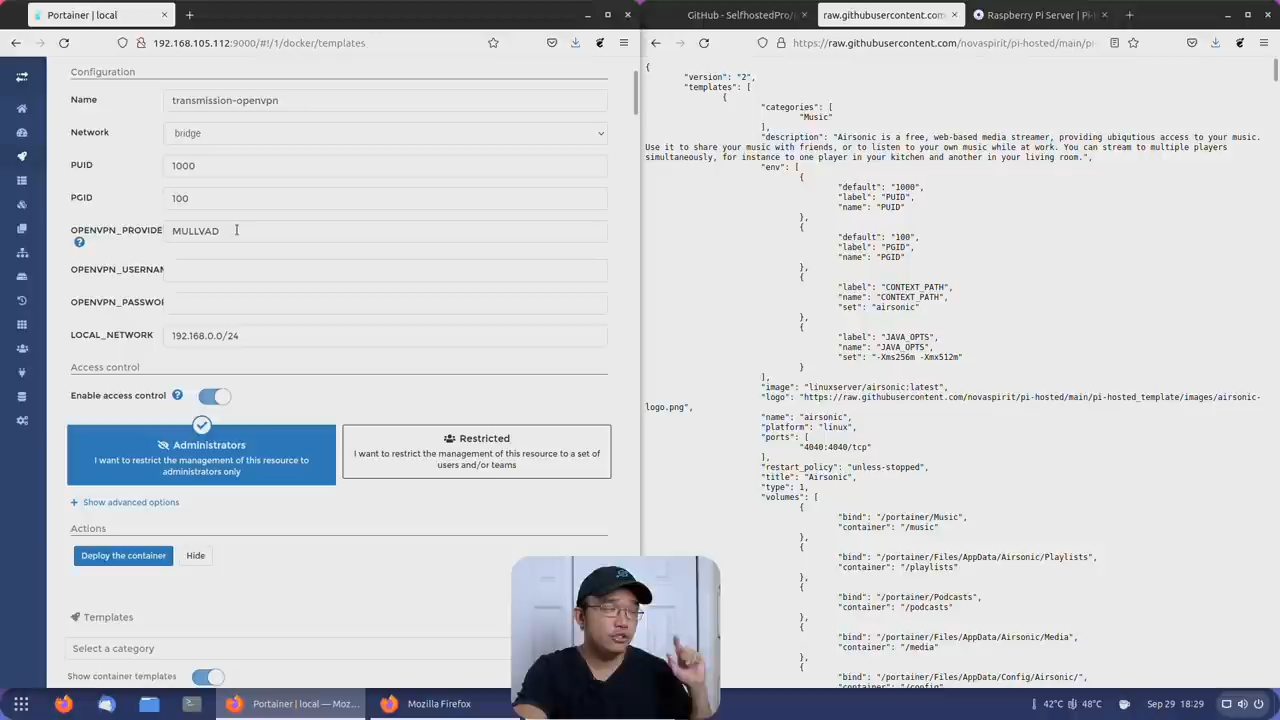 Portainer | local
GitHub - SelfhostedPro/p
raw.githubusercontent.com
Raspberry Pi Server | Pi-H
192.168.105.112:9000/#!/1/docker/templates
https://raw.githubusercontent.com/novaspirit/pi-hosted/main/pi
Configuration
Name
transmission-openvpn
Network
bridge
PUID
1000
PGID
100
OPENVPN_PROVIDE
MULLVAD
OPENVPN_USERNAM
OPENVPN_PASSWOR
LOCAL_NETWORK
192.168.0.0/24
Access control
Enable access control
Administrators
I want to restrict the management of this resource to
administrators only
Restricted
I want to restrict the management of this resource to a set
of users and/or teams
+ Show advanced options
Actions
Deploy the container
Hide
Templates
Select a category
Show container templates
{
"version": "2",
"templates": [
{
"categories": [
"Music"
],
"description": "Airsonic is a free, web-based media streamer, providing ubiqutious access to your music.
Use it to share your music with friends, or to listen to your own music while at work. You can stream to multiple players
simultaneously, for instance to one player in your kitchen and another in your living room.",
"env": [
{
"default": "1000",
"label": "PUID",
"name": "PUID"
},
{
"default": "100",
"label": "PGID",
"name": "PGID"
},
{
"label": "CONTEXT_PATH",
"name": "CONTEXT_PATH",
"set": "airsonic"
},
{
"label": "JAVA_OPTS",
"name": "JAVA_OPTS",
"set": "-Xms256m -Xmx512m"
}
],
"image": "linuxserver/airsonic:latest",
"logo": "https://raw.githubusercontent.com/novaspirit/pi-hosted/main/pi-hosted_template/images/airsonic-
logo.png",
"name": "airsonic",
"platform": "linux",
"ports": [
"4040:4040/tcp"
],
"restart_policy": "unless-stopped",
"title": "Airsonic",
"type": 1,
"volumes": [
{
"bind": "/portainer/Music",
"container": "/music"
},
{
"bind": "/portainer/Files/AppData/Airsonic/Playlists",
"container": "/playlists"
},
{
"bind": "/portainer/Podcasts",
"container": "/podcasts"
},
{
"bind": "/portainer/Files/AppData/Airsonic/Media",
"container": "/media"
},
{
"bind": "/portainer/Files/AppData/Config/Airsonic/",
"container": "/config"
Portainer | local — Moz...
Mozilla Firefox
42°C
48°C
Sep 29 18:29